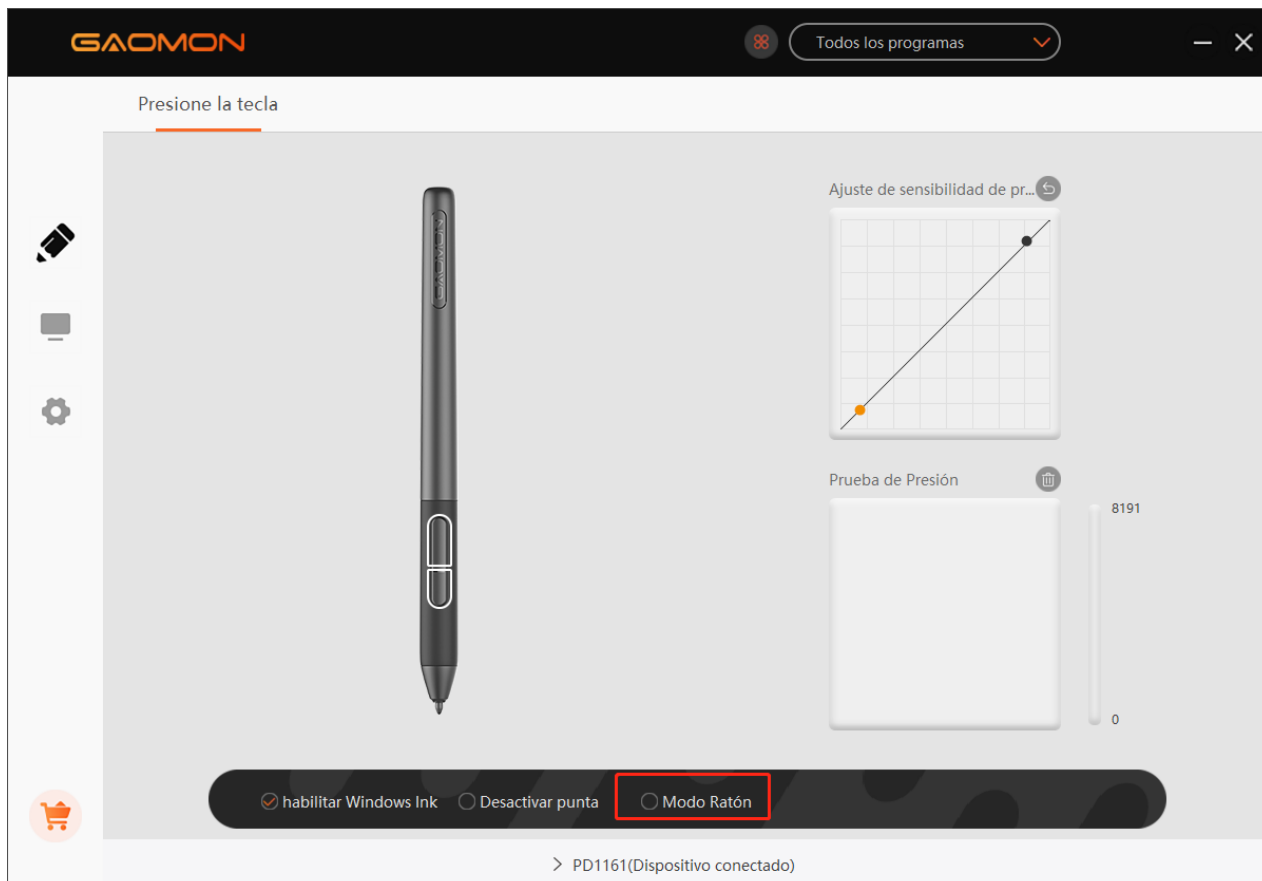 GAOMON
Todos los programas
Presione la tecla
GAOMON
Ajuste de sensibilidad de pr...
Prueba de Presión
8191
0
habilitar Windows Ink
Desactivar punta
Modo Ratón
PD1161(Dispositivo conectado)